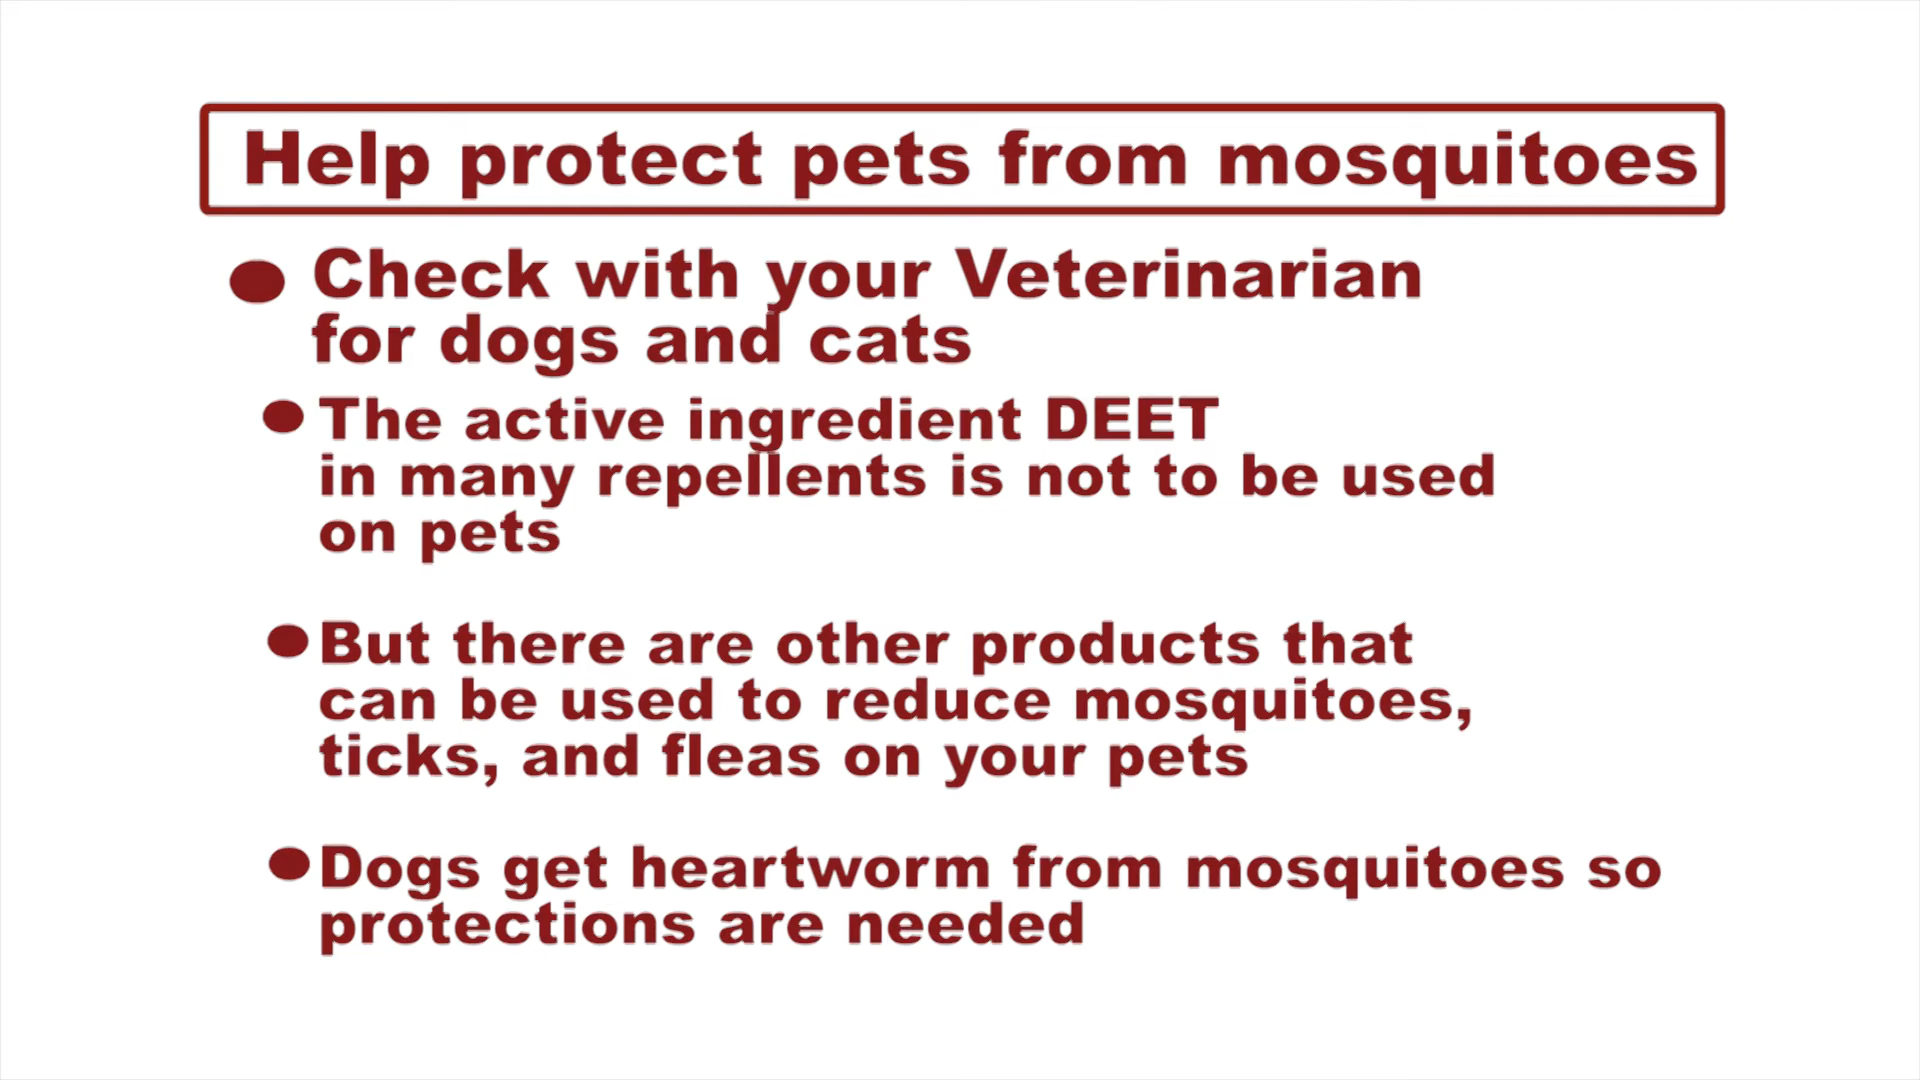 Help protect pets from mosquitoes
● Check with your Veterinarian
for dogs and cats
● The active ingredient DEET
in many repellents is not to be used
on pets
● But there are other products that
can be used to reduce mosquitoes,
ticks, and fleas on your pets
● Dogs get heartworm from mosquitoes so
protections are needed